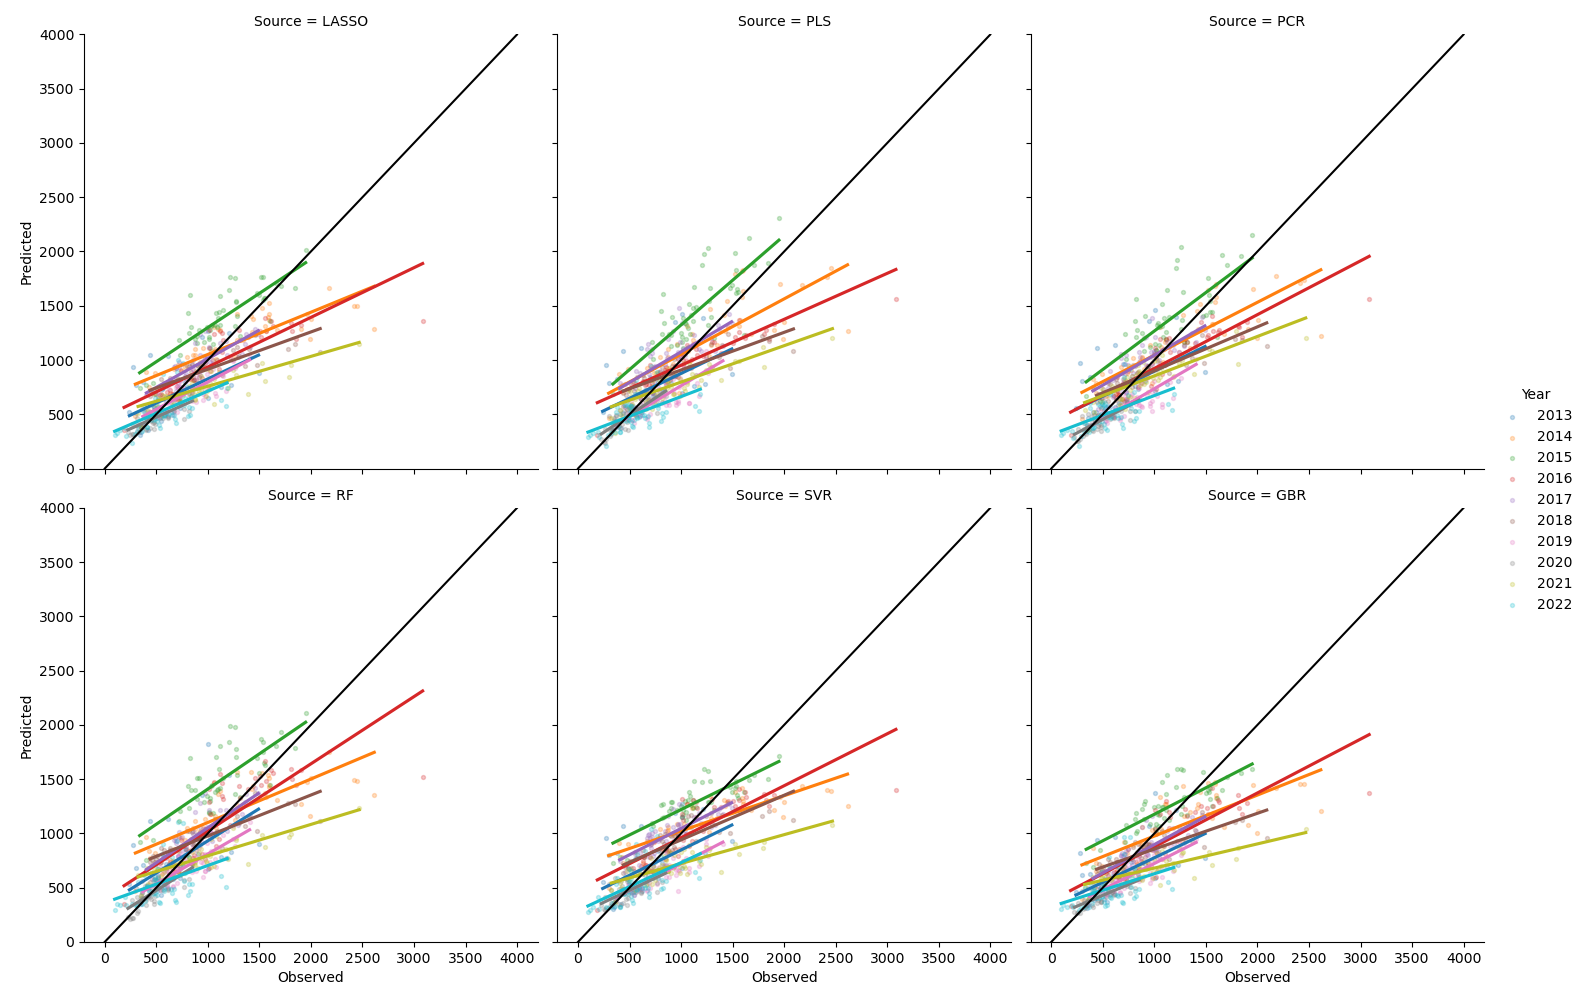 Source = LASSO
Source = PLS
Source = PCR
4000
3500
3000
2500
2000
1500
1000
500
0
Predicted
Year
2013
2014
2015
2016
2017
2018
2019
2020
2021
2022
Source = RF
Source = SVR
Source = GBR
4000
3500
3000
2500
2000
1500
1000
500
0
Predicted
0 500 1000 1500 2000 2500 3000 3500 4000
0 500 1000 1500 2000 2500 3000 3500 4000
0 500 1000 1500 2000 2500 3000 3500 4000
Observed
Observed
Observed